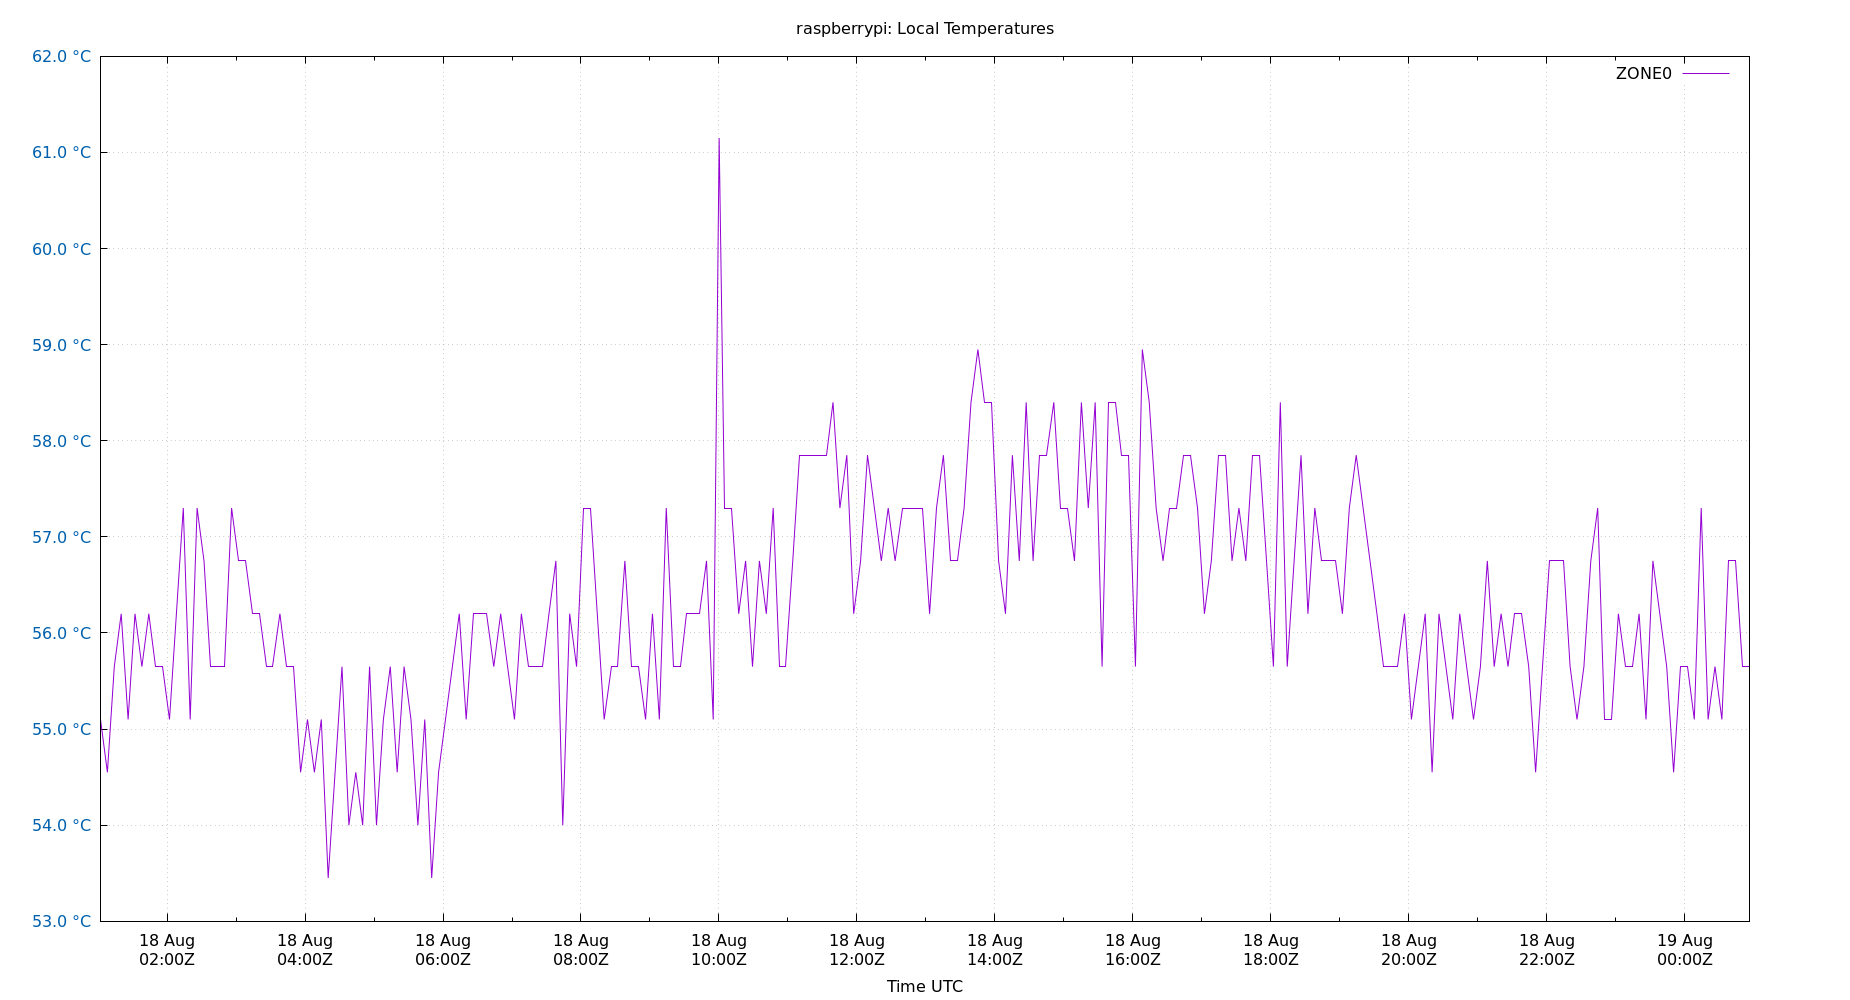 raspberrypi: Local Temperatures
62.0 °C
61.0 °C
60.0 °C
59.0 °C
58.0 °C
57.0 °C
56.0 °C
55.0 °C
54.0 °C
53.0 °C
ZONE0
18 Aug 18 Aug 18 Aug 18 Aug 18 Aug 18 Aug 18 Aug 18 Aug 18 Aug 18 Aug 18 Aug 19 Aug
02:00Z 04:00Z 06:00Z 08:00Z 10:00Z 12:00Z 14:00Z 16:00Z 18:00Z 20:00Z 22:00Z 00:00Z
Time UTC